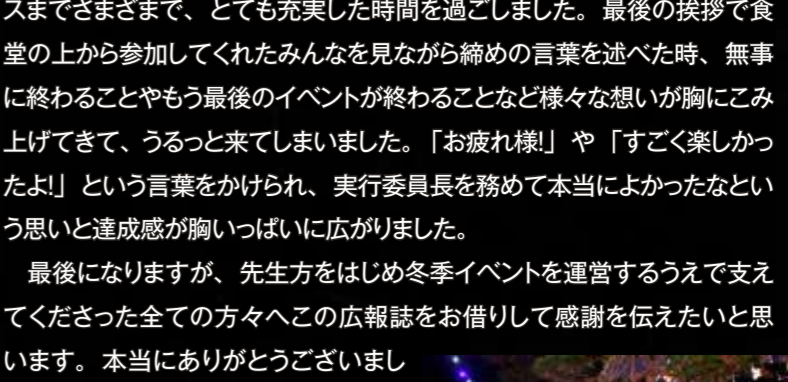 スまでさまざまで、とても充実した時間を過ごしました。最後の挨拶で食
堂の上から参加してくれたみんなを見ながら締めの言葉を述べた時、無事
に終わることやもう最後のイベントが終わることなど様々な想いが胸にこみ
上げてきて、うるっと来てしまいました。「お疲れ様!」や「すごく楽しかっ
たよ!」という言葉をかけられ、実行委員長を務めて本当によかったなとい
う思いと達成感が胸いっぱいに広がりました。
　最後になりますが、先生方をはじめ冬季イベントを運営するうえで支え
てくださった全ての方々へこの広報誌をお借りして感謝を伝えたいと思
います。本当にありがとうございまし